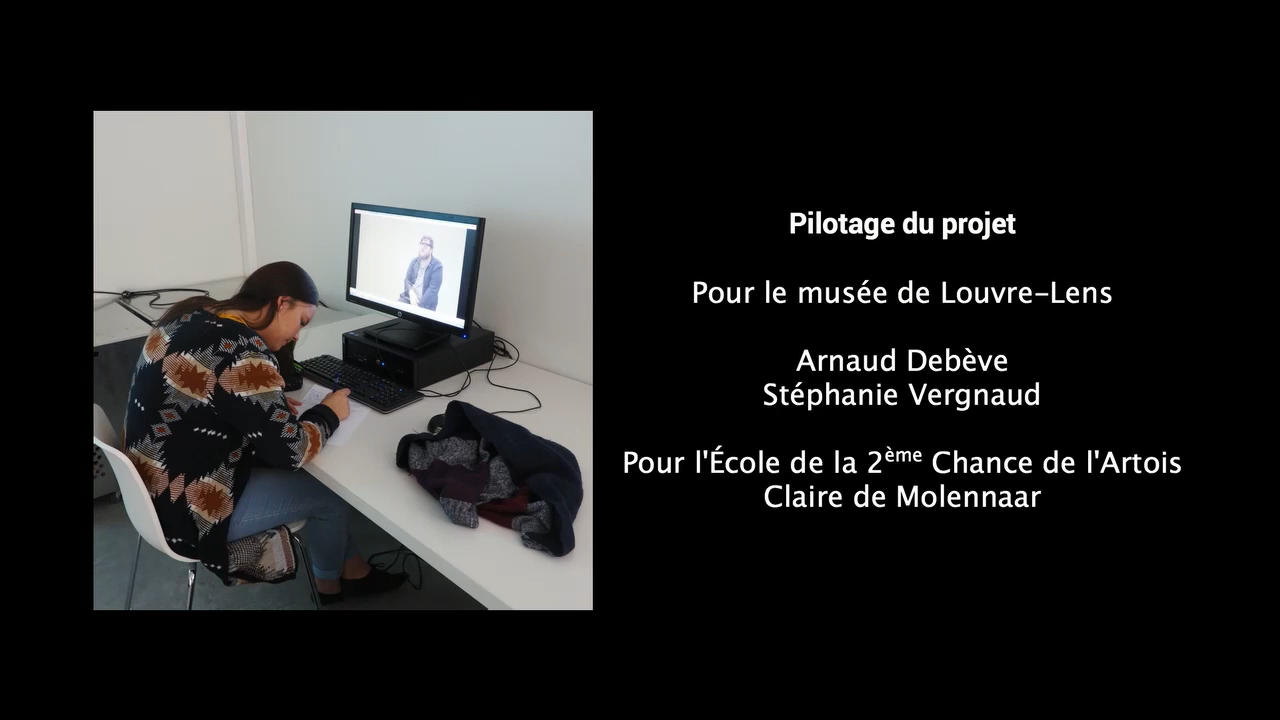 Pilotage du projet
Pour le musée de Louvre-Lens
Arnaud Debève
Stéphanie Vergnaud
Pour l'École de la 2ème Chance de l'Artois
Claire de Molennaar